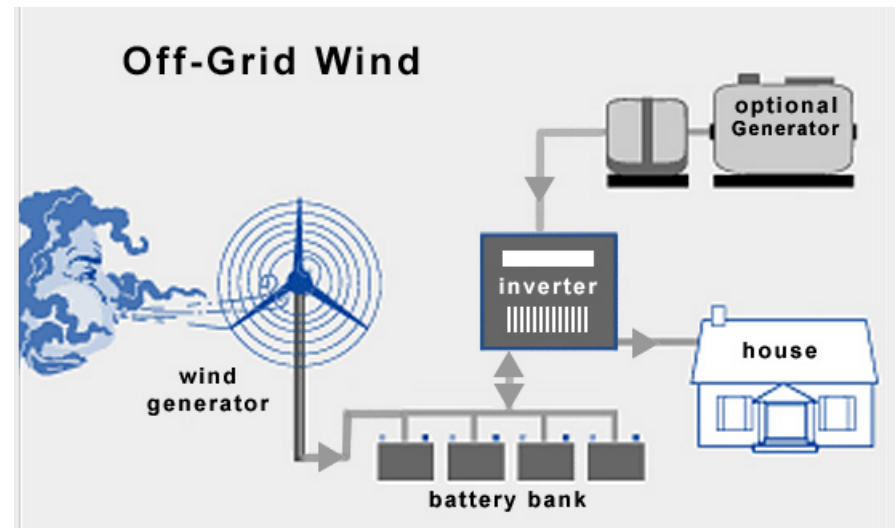 Off-Grid Wind
optional
Generator
inverter
house
wind
generator
battery bank